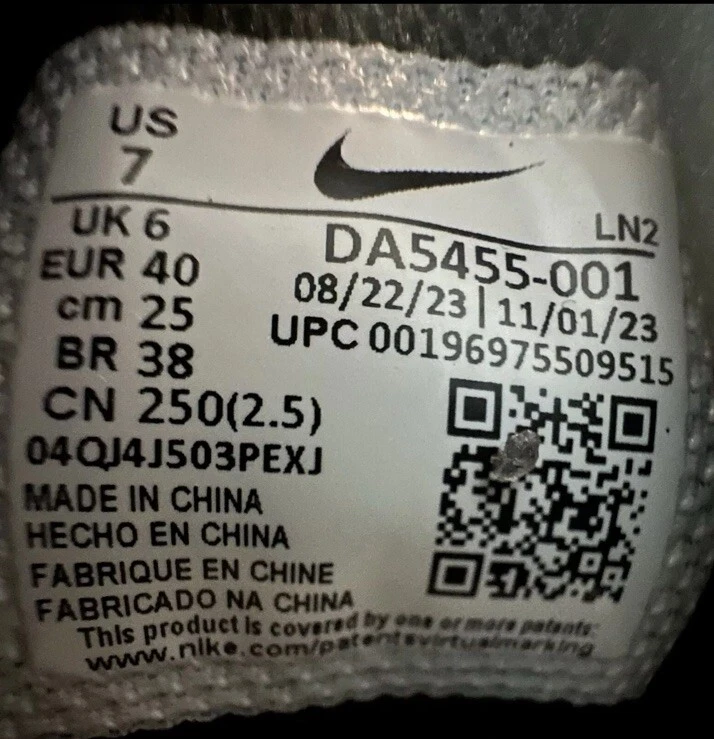 US
7
LN2
UK 6
EUR 40
cm 25
BR 38
CN 250(2.5)
DA5455-001
08/22/23 | 11/01/23
UPC 00196975509515
04QJ4J503PEXJ
MADE IN CHINA
HECHO EN CHINA
FABRIQUE EN CHINE
FABRICADO NA CHINA
This product is covered by one or more patents:
www.nike.com/patentsvirtualmarking